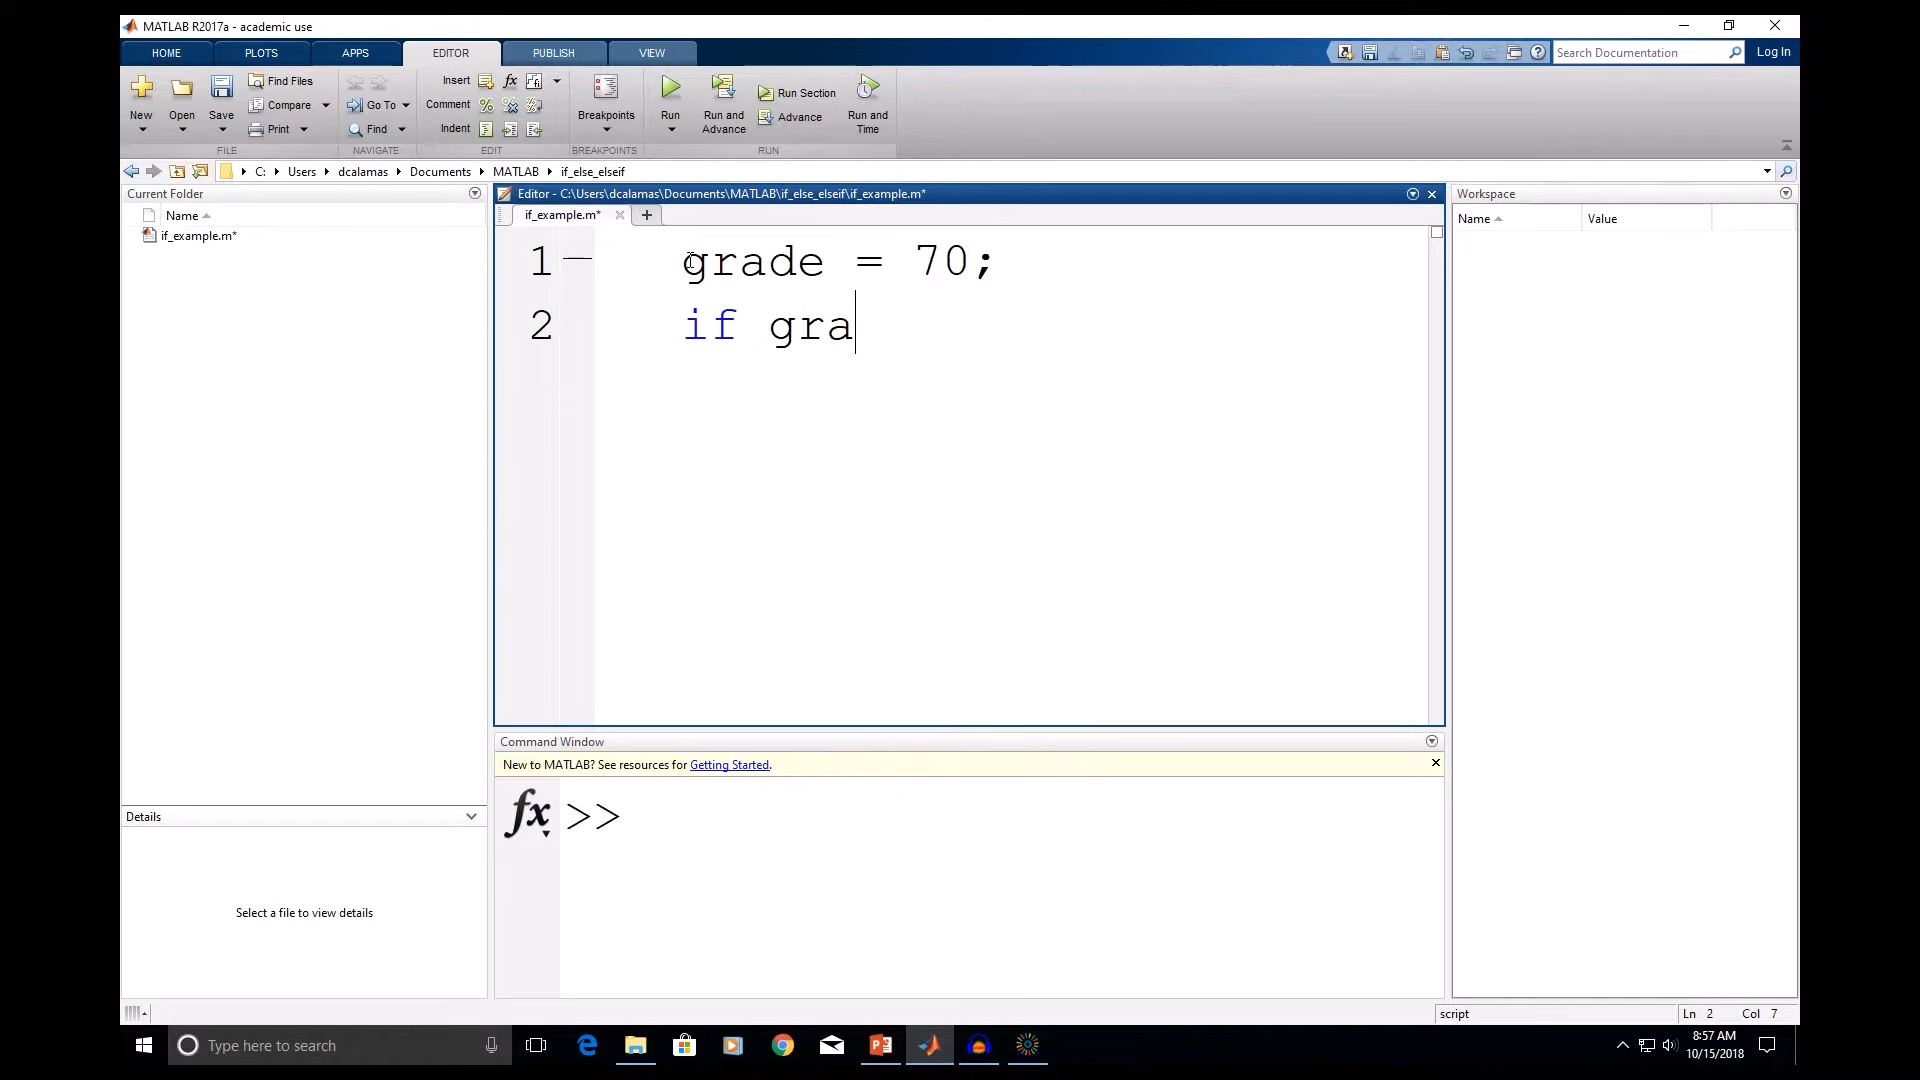 MATLAB R2017a - academic use
HOME PLOTS APPS EDITOR PUBLISH VIEW
Search Documentation Log In
New Open Save Find Files Compare Print
Go To Find
Insert fx
Comment
Indent
Breakpoints
Run Run and Advance Run Section Advance Run and Time
FILE NAVIGATE EDIT BREAKPOINTS RUN
C: Users dcalamas Documents MATLAB if_else_elseif
Current Folder
Name
if_example.m*
Details
Select a file to view details
Editor - C:\Users\dcalamas\Documents\MATLAB\if_else_elseif\if_example.m*
if_example.m*
1 grade = 70;
2 if gra
Command Window
New to MATLAB? See resources for Getting Started.
fx >>
Workspace
Name Value
script Ln 2 Col 7
Type here to search
8:57 AM
10/15/2018